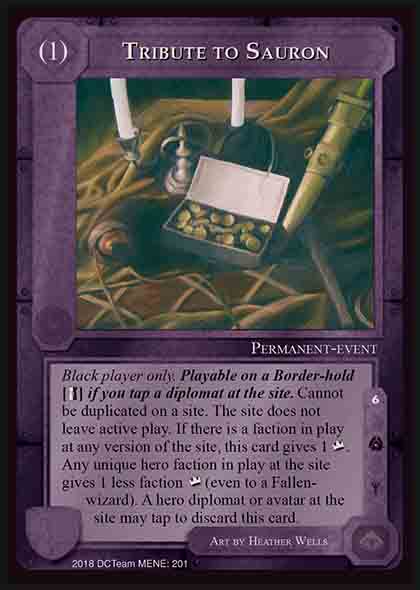 (1) TRIBUTE TO SAURON
PERMANENT-EVENT
Black player only. Playable on a Border-hold
[ ] if you tap a diplomat at the site. Cannot
be duplicated on a site. The site does not
leave active play. If there is a faction in play
at any version of the site, this card gives 1 .
Any unique hero faction in play at the site
gives 1 less faction (even to a Fallen-
wizard). A hero diplomat or avatar at the
site may tap to discard this card.
6
ART BY HEATHER WELLS
2018 DCTeam MENE: 201